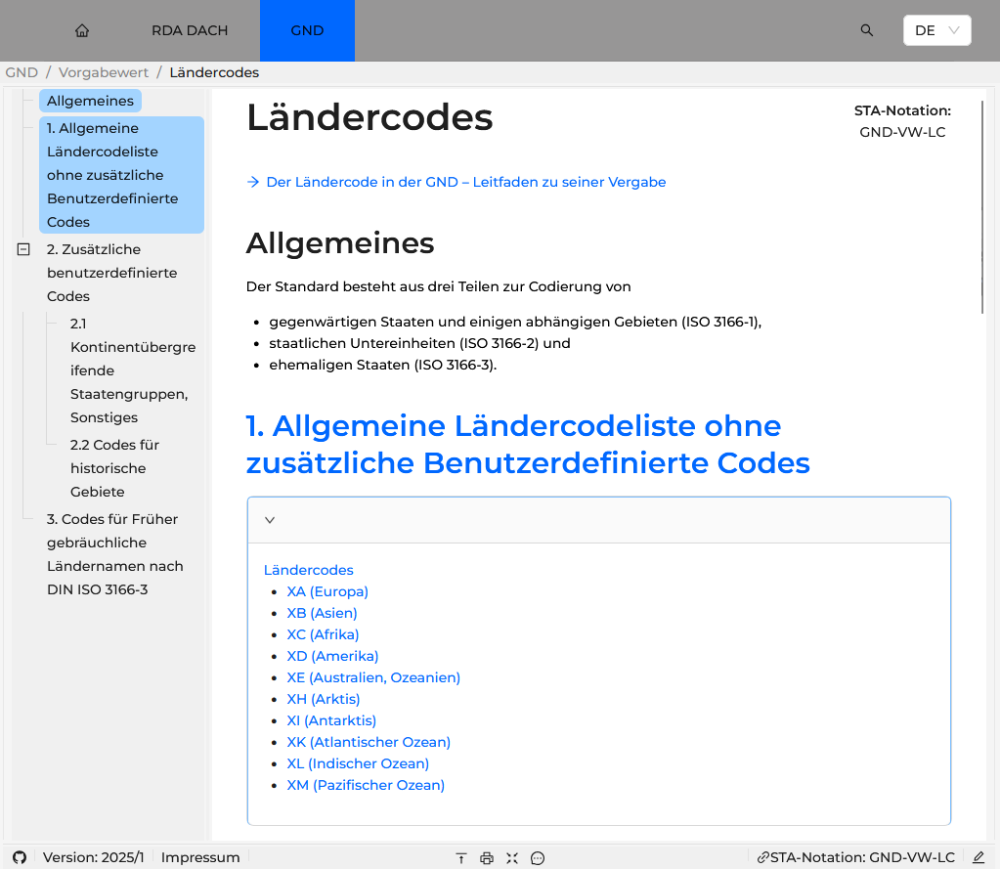 RDA DACH
GND
DE
GND / Vorgabewert / Ländercodes
Allgemeines
1. Allgemeine
Ländercodeliste
ohne zusätzliche
Benutzerdefinierte
Codes
2. Zusätzliche
benutzerdefinierte
Codes
2.1
Kontinentübergre
ifende
Staatengruppen,
Sonstiges
2.2 Codes für
historische
Gebiete
3. Codes für Früher
gebräuchliche
Ländernamen nach
DIN ISO 3166-3
Ländercodes
STA-Notation:
GND-VW-LC
Der Ländercode in der GND – Leitfaden zu seiner Vergabe
Allgemeines
Der Standard besteht aus drei Teilen zur Codierung von
• gegenwärtigen Staaten und einigen abhängigen Gebieten (ISO 3166-1),
• staatlichen Untereinheiten (ISO 3166-2) und
• ehemaligen Staaten (ISO 3166-3).
1. Allgemeine Ländercodeliste ohne
zusätzliche Benutzerdefinierte Codes
Ländercodes
• XA (Europa)
• XB (Asien)
• XC (Afrika)
• XD (Amerika)
• XE (Australien, Ozeanien)
• XH (Arktis)
• XI (Antarktis)
• XK (Atlantischer Ozean)
• XL (Indischer Ozean)
• XM (Pazifischer Ozean)
Version: 2025/1
Impressum
STA-Notation: GND-VW-LC